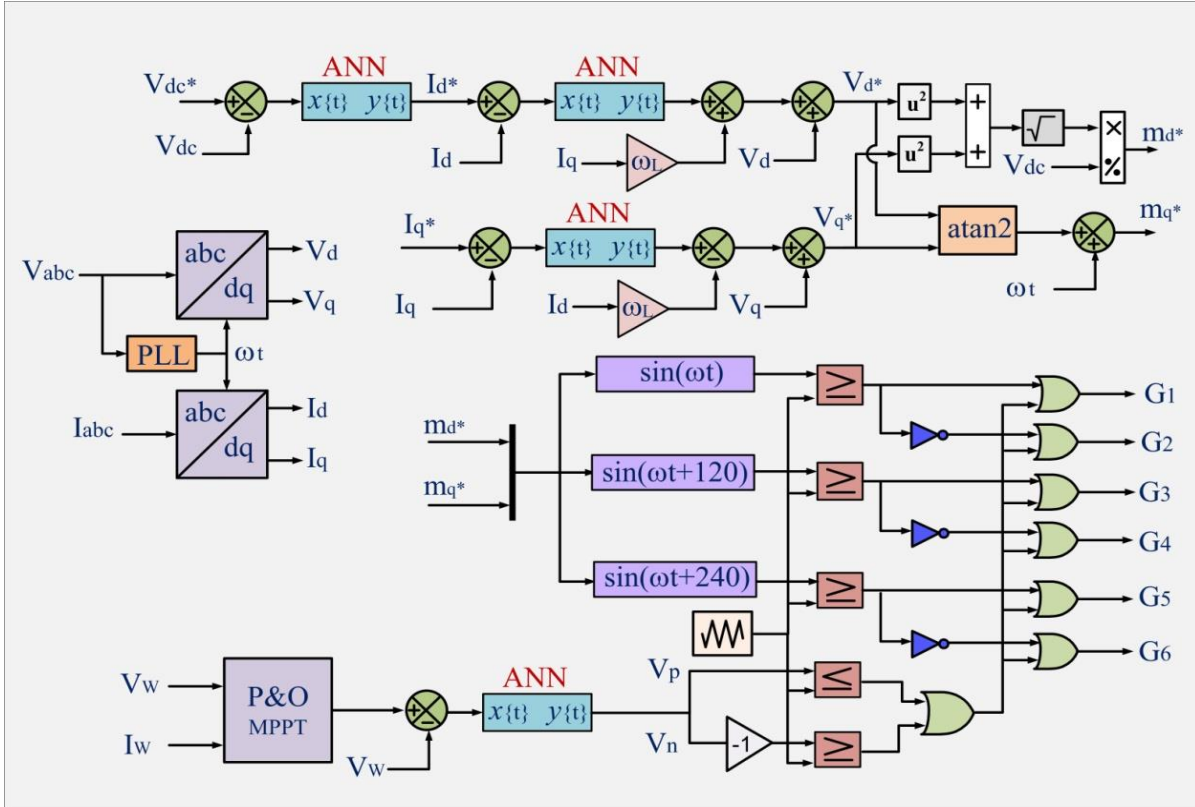 ANN ANN
Vdc* x{t} y{t} Id* x{t} y{t} Vd* u²
Vdc Id Iq ωL Vd u² Vdc md*
ANN
Iq* x{t} y{t} Vq* atan2 mq*
Iq Id ωL Vq ωt
Vabc abc dq Vd
Vq
PLL ωt
Iabc abc dq Id
Iq
md*
mq*
sin(ωt) ≥ G1
G2
sin(ωt+120) ≥ G3
G4
sin(ωt+240) ≥ G5
G6
Vw P&O
Iw MPPT
Vw
ANN
x{t} y{t}
Vp ≤
Vn -1 ≥